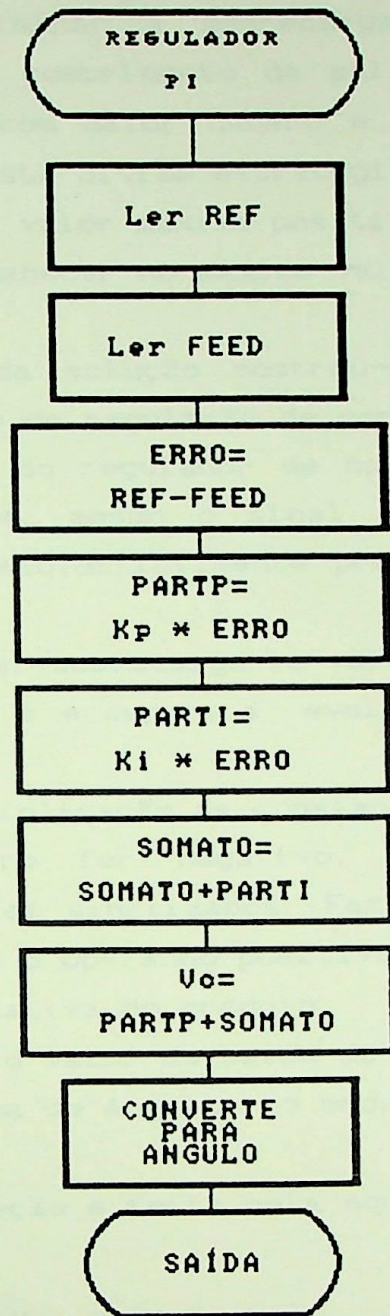 REGULADOR
PI
Ler REF
Ler FEED
ERRO=
REF-FEED
PARTP=
Kp * ERRO
PARTI=
Ki * ERRO
SOMATO=
SOMATO+PARTI
Vc=
PARTP+SOMATO
CONVERTE
PARA
ANGULO
SAÍDA